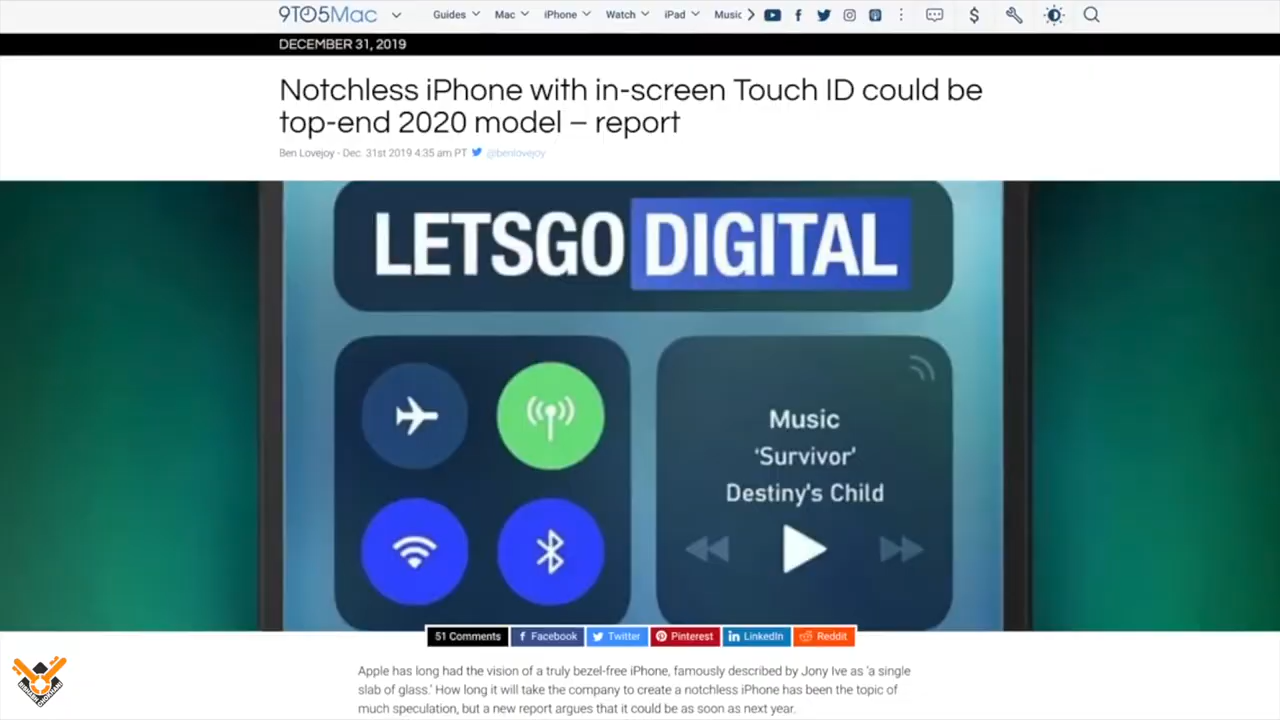 9TO5Mac
Guides Mac iPhone Watch iPad Music
DECEMBER 31, 2019
Notchless iPhone with in-screen Touch ID could be
top-end 2020 model – report
Ben Lovejoy - Dec. 31st 2019 4:35 am PT @benlovejoy
LETSGO DIGITAL
Music
‘Survivor’
Destiny's Child
51 Comments Facebook Twitter Pinterest LinkedIn Reddit
Apple has long had the vision of a truly bezel-free iPhone, famously described by Jony Ive as ‘a single
slab of glass.’ How long it will take the company to create a notchless iPhone has been the topic of
much speculation, but a new report argues that it could be as soon as next year.